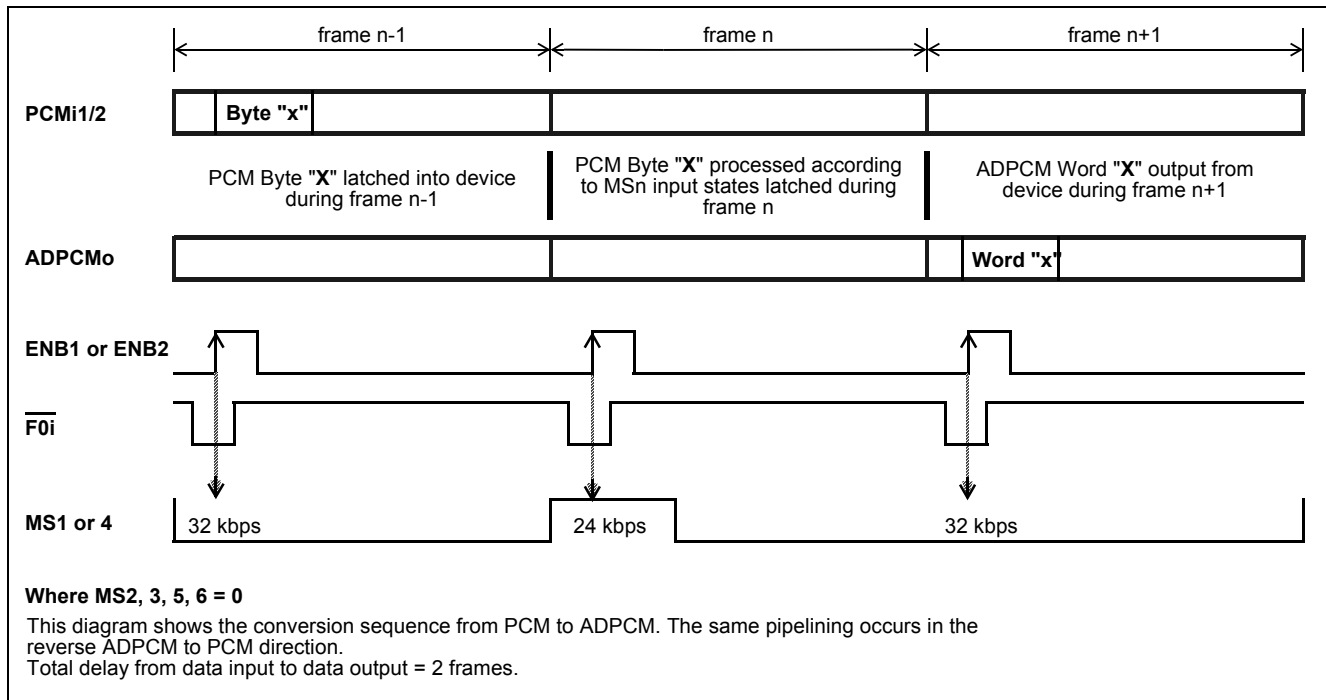 frame n-1 frame n frame n+1
PCMi1/2 Byte "x"
PCM Byte "X" latched into device
during frame n-1
PCM Byte "X" processed according
to MSn input states latched during
frame n
ADPCM Word "X" output from
device during frame n+1
ADPCMo Word "x"
ENB1 or ENB2
F0i
MS1 or 4 32 kbps 24 kbps 32 kbps
Where MS2, 3, 5, 6 = 0
This diagram shows the conversion sequence from PCM to ADPCM. The same pipelining occurs in the
reverse ADPCM to PCM direction.
Total delay from data input to data output = 2 frames.